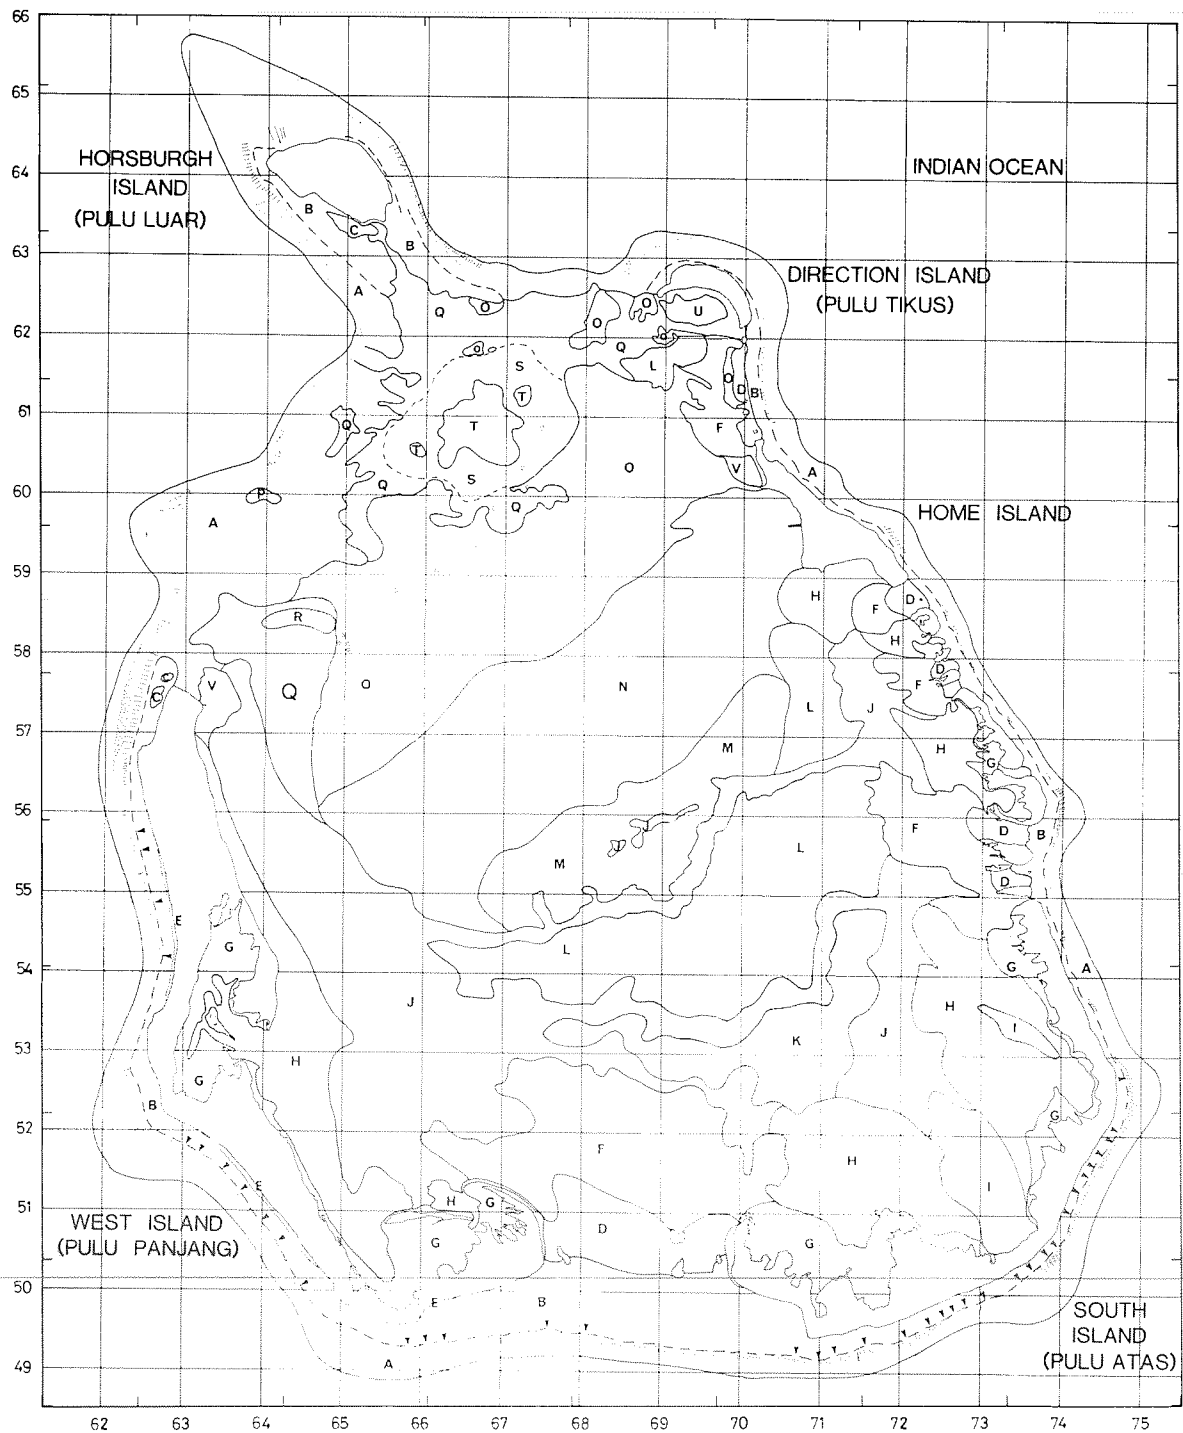 66
65
64
63
62
61
60
59
58
57
56
55
54
53
52
51
50
49
HORSBURGH
ISLAND
(PULU LUAR)
INDIAN OCEAN
DIRECTION ISLAND
(PULU TIKUS)
HOME ISLAND
WEST ISLAND
(PULU PANJANG)
SOUTH
ISLAND
(PULU ATAS)
B
C
B
A
Q
O
O
O
U
Q
Q
L
S
T
O
D
B
Q
T
F
T
S
O
V
A
Q
P
Q
A
R
H
F
D
H
V
Q
O
N
D
F
C
L
J
M
H
G
F
D
B
M
L
D
E
G
L
G
A
J
H
I
K
J
H
G
B
G
F
H
I
E
H
G
D
G
G
E
B
A
62 63 64 65 66 67 68 69 70 71 72 73 74 75